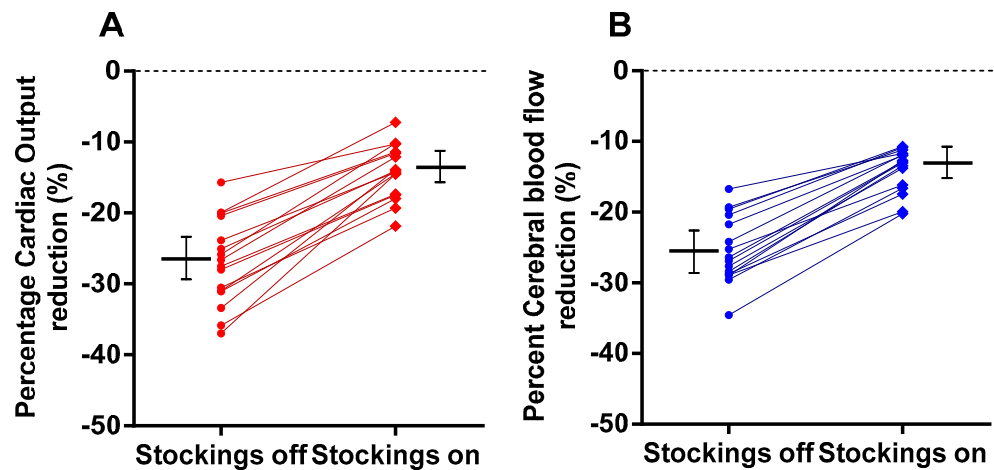 A
Percentage Cardiac Output
reduction (%)
0
-10
-20
-30
-40
-50
Stockings off Stockings on
B
Percent Cerebral blood flow
reduction (%)
0
-10
-20
-30
-40
-50
Stockings off Stockings on